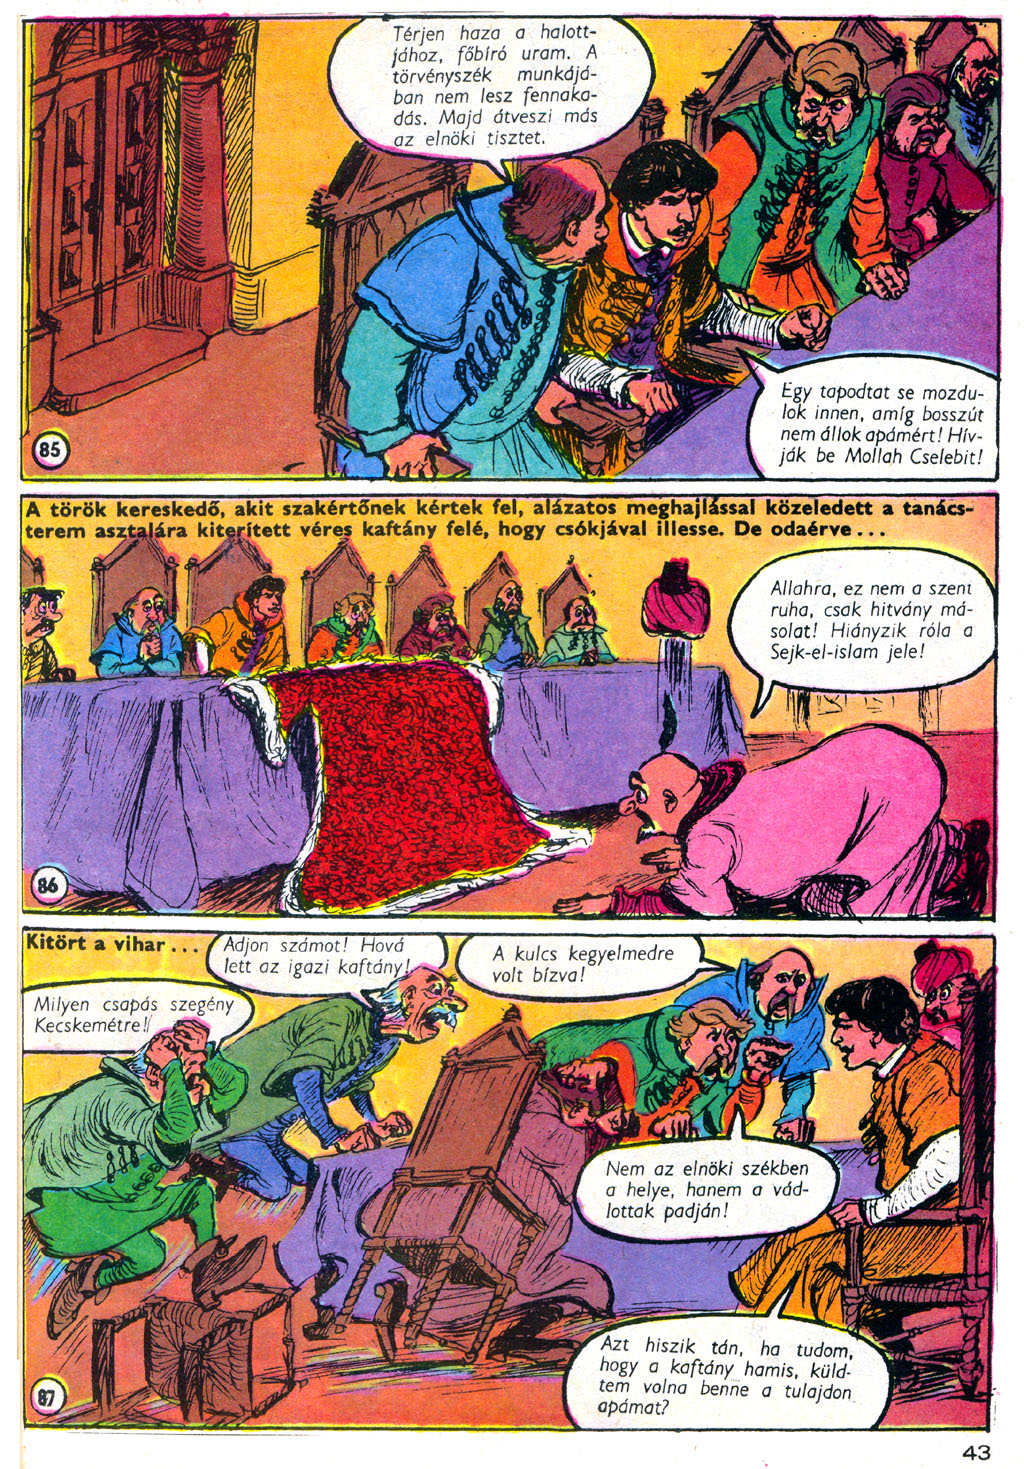 Térjen haza a halott-
jához, főbíró uram. A
törvényszék munkájá-
ban nem lesz fennaka-
dás. Majd átveszi más
az elnöki tisztet.
Egy tapodtat se mozdu-
lok innen, amíg bosszút
nem állok apámért! Hív-
ják be Mollah Cselebit!
85
A török kereskedő, akit szakértőnek kértek fel, alázatos meghajlással közeledett a tanács-
terem asztalára kiterített véres kaftány felé, hogy csókjával illesse. De odaérve...
Allahra, ez nem a szent
ruha, csak hitvány má-
solat! Hiányzik róla a
Sejk-el-islam jele!
86
Kitört a vihar...
Adjon számot! Hová
lett az igazi kaftány!
A kulcs kegyelmedre
volt bízva!
Milyen csapás szegény
Kecskemétre!
Nem az elnöki székben
a helye, hanem a vád-
lottak padján!
Azt hiszik tán, ha tudom,
hogy a kaftány hamis, küld-
tem volna benne a tulajdon
apámat?
87
43